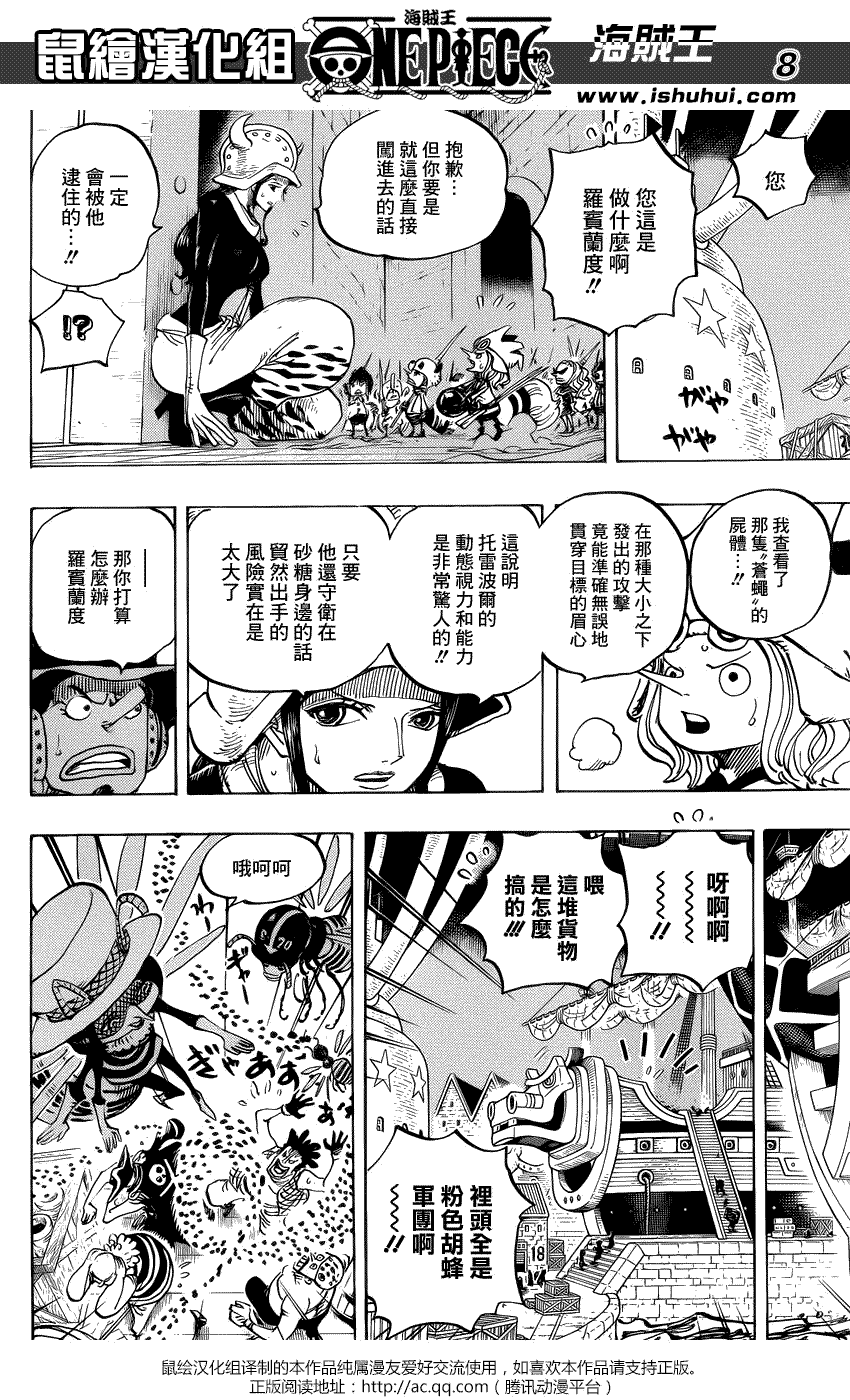 鼠繪漢化組
海賊王
ONE PIECE
海賊王
8
www.ishuhui.com
您
您這是
做什麼啊
羅賓蘭度!!
抱歉…
但你要是
就這麼直接
闖進去的話
一定
會被他
逮住的…!!
!?
がや
がや
我查看了
那隻〝蒼蠅〞的
屍體…!!
在那種大小之下
發出的攻擊
竟能準確無誤地
貫穿目標的眉心
這說明
托雷波爾的
動態視力和能力
是非常驚人的!!
只要
他還守衛在
砂糖身邊的話
貿然出手的
風險實在是
太大了
——
那你打算
怎麼辦
羅賓蘭度
呀啊啊
～～～～!!
喂
這堆貨物
是怎麼
搞的!!!
裡頭全是
粉色胡蜂
軍團啊
～～～!!
18
哦呵呵
わー
ぎゃー
ぎゃあああ
鼠绘汉化组译制的本作品纯属漫友爱好交流使用，如喜欢本作品请支持正版。
正版阅读地址：http://ac.qq.com（腾讯动漫平台）